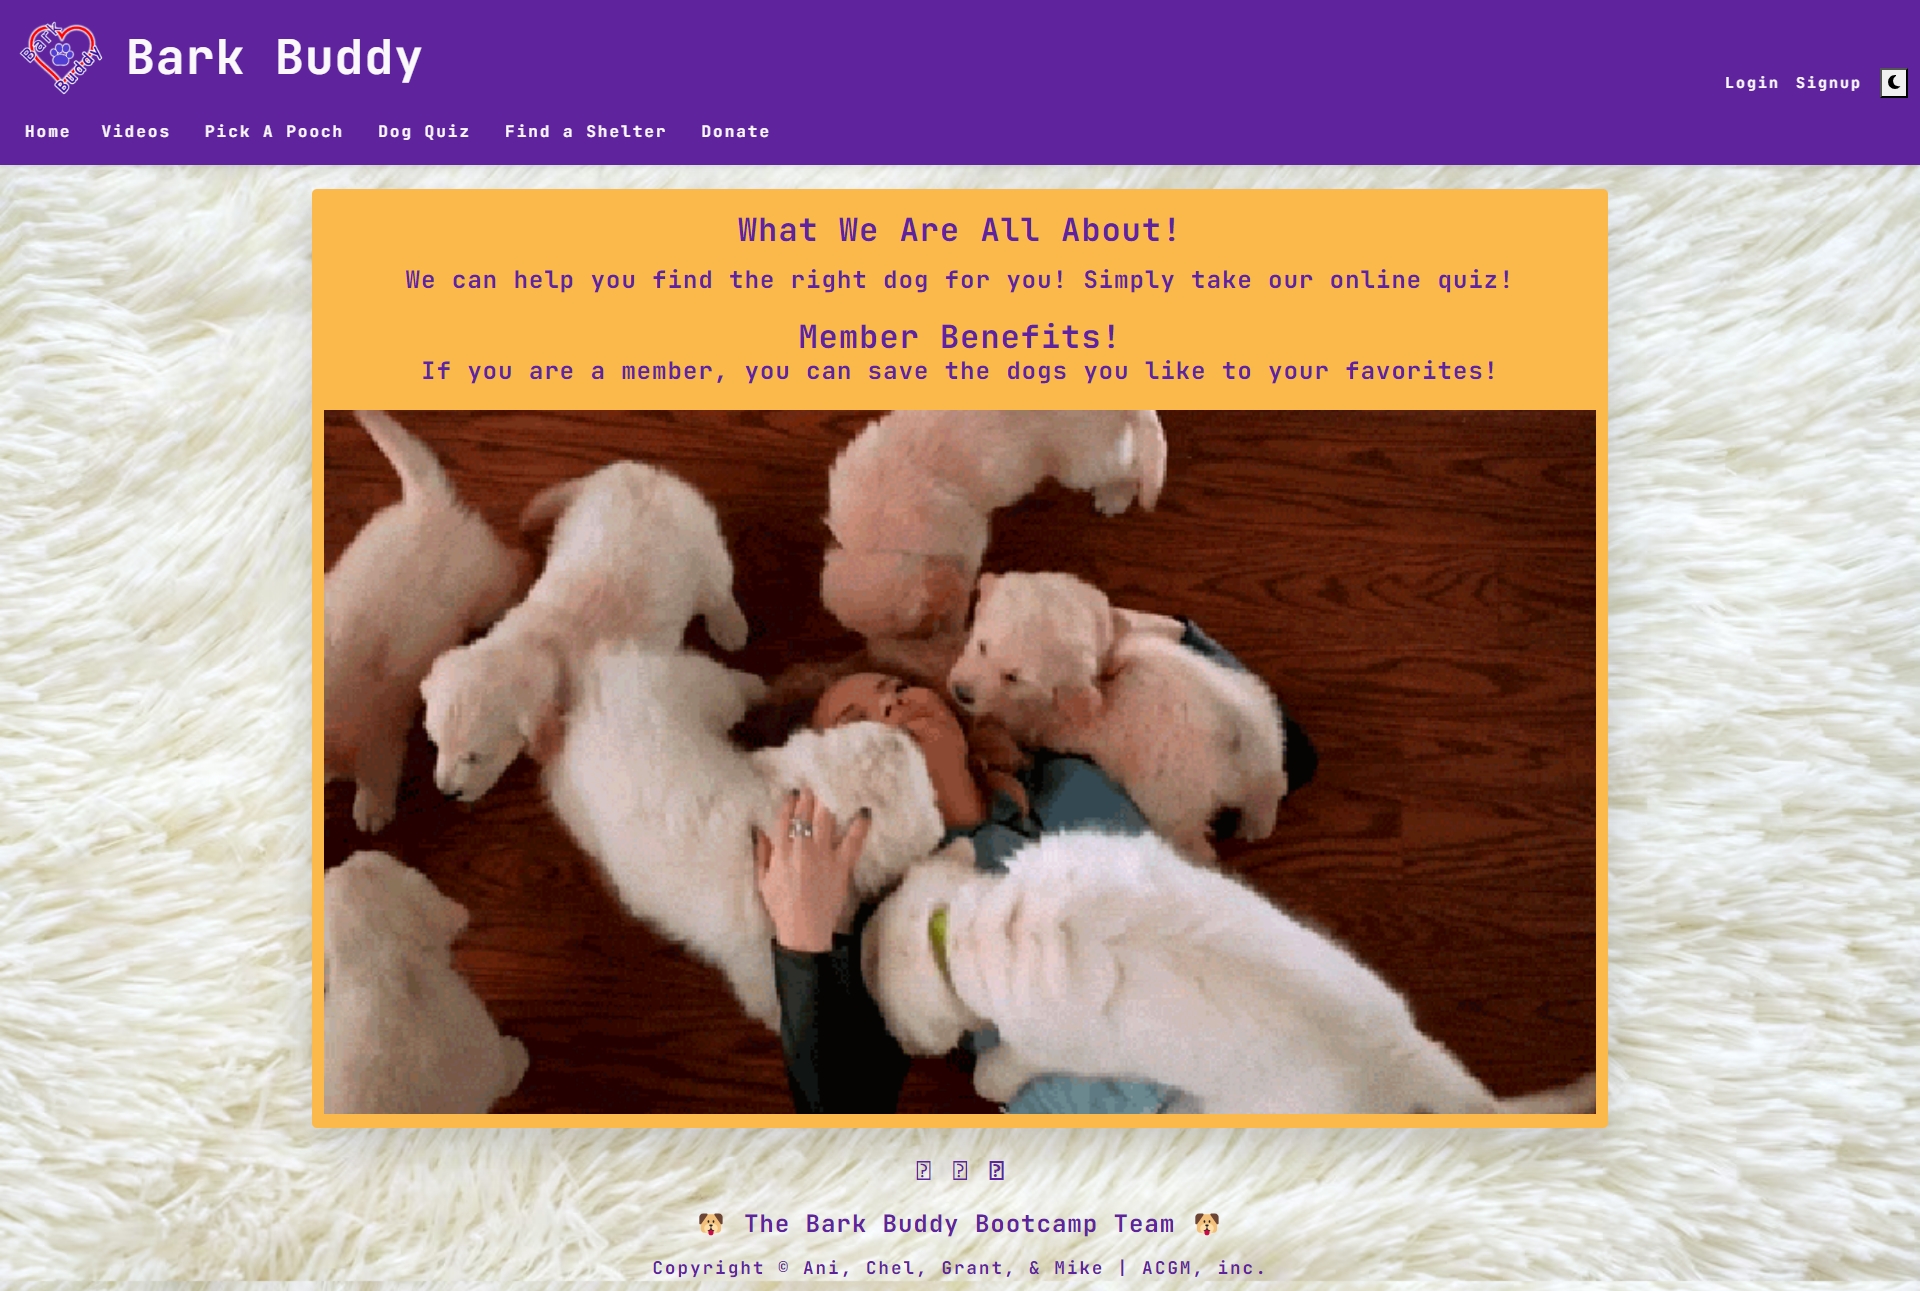 Bark
Buddy
Bark Buddy
Login Signup
Home Videos Pick A Pooch Dog Quiz Find a Shelter Donate
What We Are All About!
We can help you find the right dog for you! Simply take our online quiz!
Member Benefits!
If you are a member, you can save the dogs you like to your favorites!
🐶 The Bark Buddy Bootcamp Team 🐶
Copyright © Ani, Chel, Grant, & Mike | ACGM, inc.